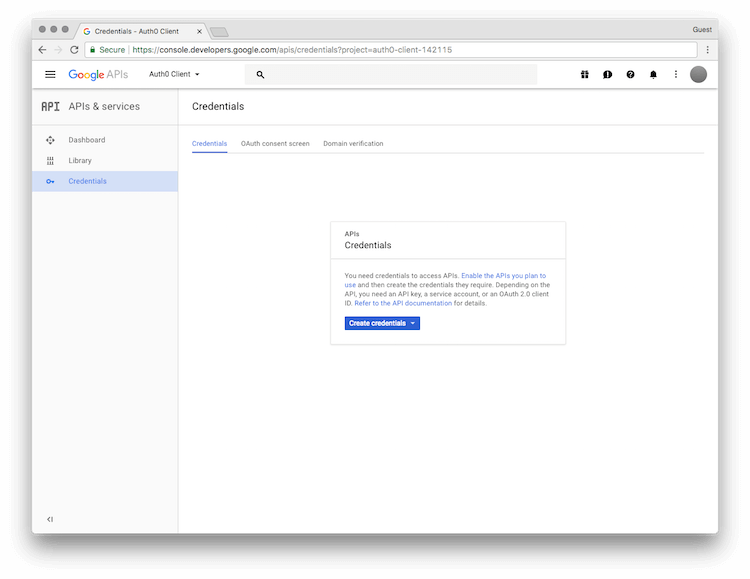 Credentials - Auth0 Client
Guest
Secure https://console.developers.google.com/apis/credentials?project=auth0-client-142115
Google APIs
Auth0 Client
API APIs & services
Credentials
Dashboard
Library
Credentials
Credentials
OAuth consent screen
Domain verification
APIs
Credentials
You need credentials to access APIs. Enable the APIs you plan to
use and then create the credentials they require. Depending on the
API, you need an API key, a service account, or an OAuth 2.0 client
ID. Refer to the API documentation for details.
Create credentials